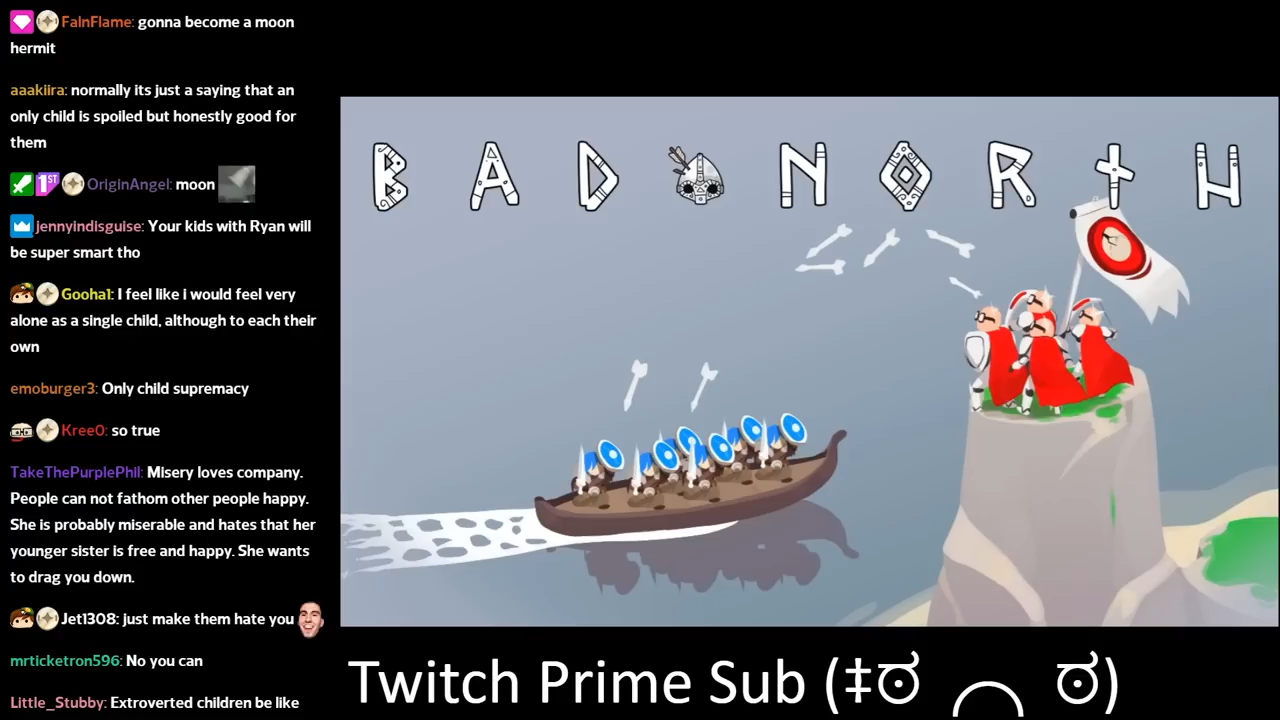 FalnFlame: gonna become a moon
hermit
aaakiira: normally its just a saying that an
only child is spoiled but honestly good for
them
1ST OriginAngel: moon
jennyindisguise: Your kids with Ryan will
be super smart tho
Gooha1: I feel like i would feel very
alone as a single child, although to each their
own
emoburger3: Only child supremacy
Kree0: so true
TakeThePurplePhil: Misery loves company.
People can not fathom other people happy.
She is probably miserable and hates that her
younger sister is free and happy. She wants
to drag you down.
Jet1308: just make them hate you
mrticketron596: No you can
Little_Stubby: Extroverted children be like
BAD NORTH
Twitch Prime Sub (‡ಠ ⁀ ಠ)